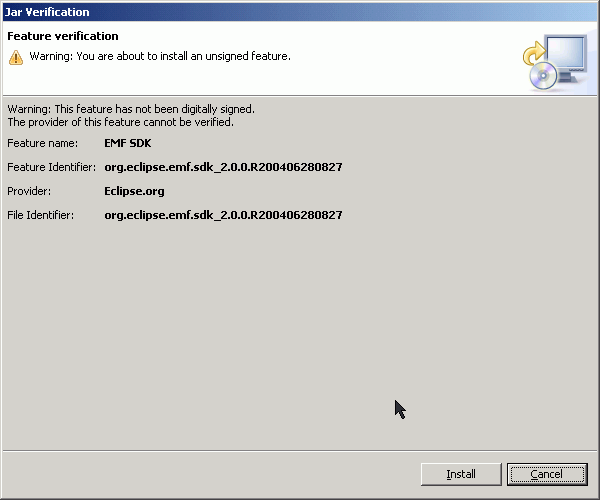 Jar Verification
Feature verification
Warning: You are about to install an unsigned feature.
Warning: This feature has not been digitally signed.
The provider of this feature cannot be verified.
Feature name: EMF SDK
Feature Identifier: org.eclipse.emf.sdk_2.0.0.R200406280827
Provider: Eclipse.org
File Identifier: org.eclipse.emf.sdk_2.0.0.R200406280827
Install Cancel